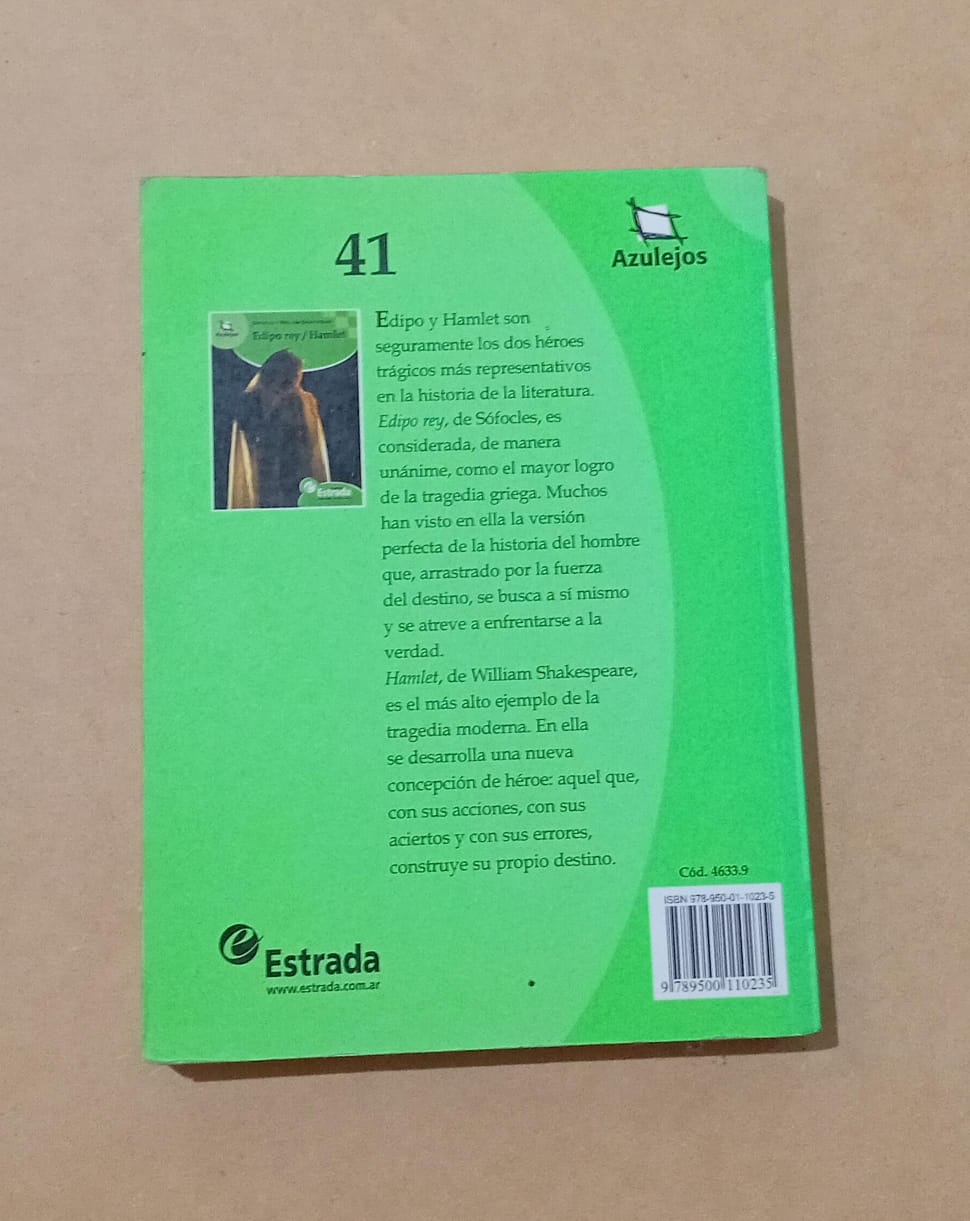 41
Azulejos
Azulejos
Edipo rey / Hamlet
Estrada
Edipo y Hamlet son
seguramente los dos héroes
trágicos más representativos
en la historia de la literatura.
Edipo rey, de Sófocles, es
considerada, de manera
unánime, como el mayor logro
de la tragedia griega. Muchos
han visto en ella la versión
perfecta de la historia del hombre
que, arrastrado por la fuerza
del destino, se busca a sí mismo
y se atreve a enfrentarse a la
verdad.
Hamlet, de William Shakespeare,
es el más alto ejemplo de la
tragedia moderna. En ella
se desarrolla una nueva
concepción de héroe: aquel que,
con sus acciones, con sus
aciertos y con sus errores,
construye su propio destino.
Cód. 4633.9
ISBN 978-950-01-1023-5
9 789500 110235
Estrada
www.estrada.com.ar